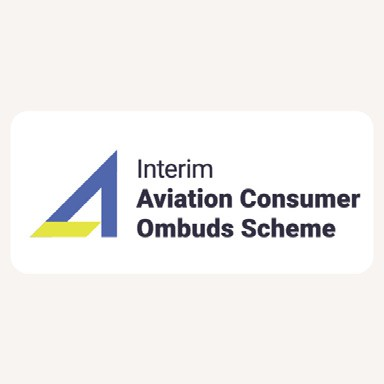 Interim
Aviation Consumer
Ombuds Scheme